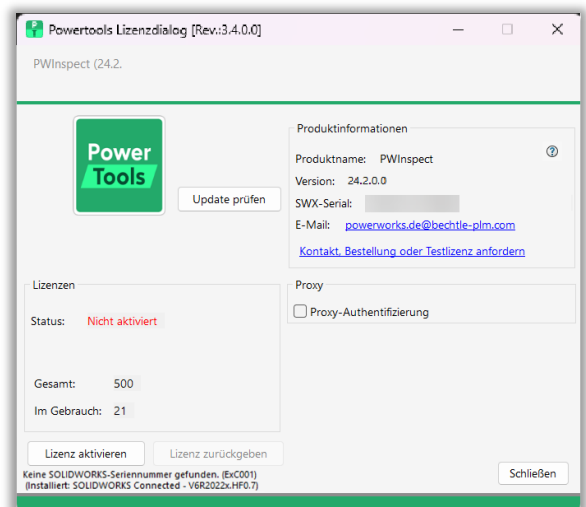 Powertools Lizenzdialog [Rev.:3.4.0.0]
PWInspect (24.2.
Power
Tools
Update prüfen
Produktinformationen
Produktname: PWInspect
Version: 24.2.0.0
SWX-Serial:
E-Mail: powerworks.de@bechtle-plm.com
Kontakt, Bestellung oder Testlizenz anfordern
Lizenzen
Status: Nicht aktiviert
Gesamt: 500
Im Gebrauch: 21
Proxy
Proxy-Authentifizierung
Lizenz aktivieren
Lizenz zurückgeben
Keine SOLIDWORKS-Seriennummer gefunden. (ExC001)
(Installiert: SOLIDWORKS Connected - V6R2022x.HF0.7)
Schließen